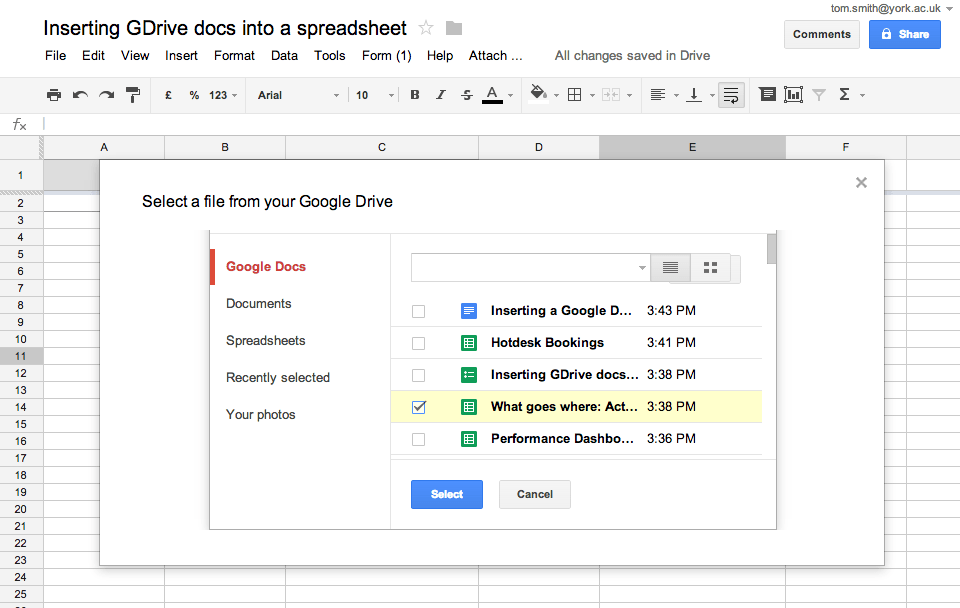 tom.smith@york.ac.uk
Inserting GDrive docs into a spreadsheet
Comments
Share
File Edit View Insert Format Data Tools Form (1) Help Attach ... All changes saved in Drive
£ % 123 Arial 10 B I S A Σ
fx
A B C D E F
1
Select a file from your Google Drive
2
3
4
5
6
7
8
9
10
11
12
13
14
15
16
17
18
19
20
21
22
23
24
25
Google Docs
Documents
Spreadsheets
Recently selected
Your photos
Inserting a Google D... 3:43 PM
Hotdesk Bookings 3:41 PM
Inserting GDrive docs... 3:38 PM
What goes where: Act... 3:38 PM
Performance Dashbo... 3:36 PM
Select Cancel